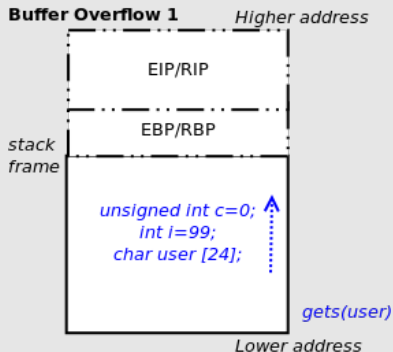 Buffer Overflow 1
Higher address
EIP/RIP
EBP/RBP
stack
frame
unsigned int c=0;
int i=99;
char user [24];
gets(user)
Lower address